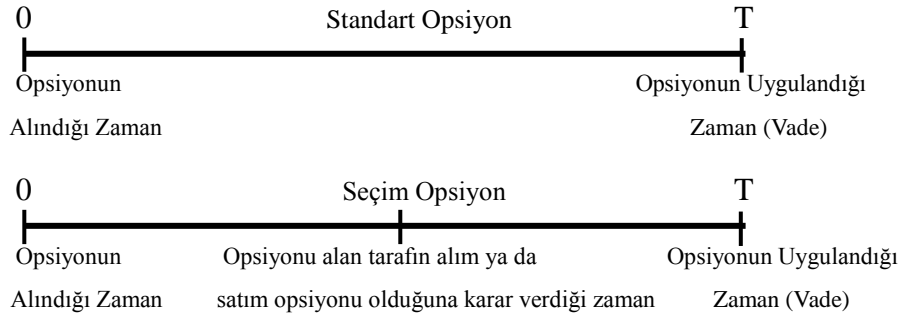 0 Standart Opsiyon T
Opsiyonun Opsiyonun Uygulandığı
Alındığı Zaman Zaman (Vade)
0 Seçim Opsiyon T
Opsiyonun Opsiyonu alan tarafın alım ya da Opsiyonun Uygulandığı
Alındığı Zaman satım opsiyonu olduğuna karar verdiği zaman Zaman (Vade)